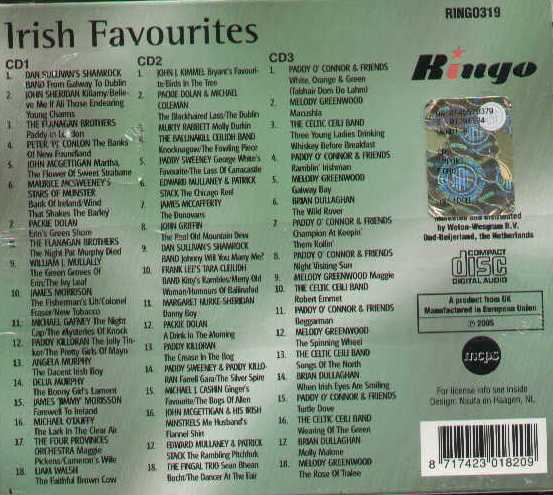 RINGO319
Irish Favourites
Ringo
CD1
1. DAN SULLIVAN'S SHAMROCK
BAND From Galway To Dublin
2. JOHN SHERIDAN Killarny/Belie-
ve Me If All Those Endearing
Young Charms
3. THE FLANAGAN BROTHERS
Paddy in London
4. PETER 'PJ' CONLON The Banks
Of New Foundland
5. JOHN MCGETTIGAN Martha,
The Flower Of Sweet Strabane
6. MAURICE MCSWEENEY'S
STARS OF MUNSTER
Bank Of Ireland/Wind
That Shakes The Barley
7. PACKIE DOLAN
Erin's Green Shore
8. THE FLANAGAN BROTHERS
The Night Pat Murphy Died
9. WILLIAM J. MULLALLY
The Green Groves Of
Erin/The Ivy Leaf
10. JAMES MORRISON
The Fisherman's Lilt/Colonel
Fraser/New Tobacco
11. MICHAEL GAFNEY The Night
Cap/The Mysteries Of Knock
12. PADDY KILLORAN The Jolly Tin-
ker/The Pretty Girls Of Mayo
13. ANGELA MURPHY
The Dacent Irish Boy
14. DELIA MURPHY
The Bonny Girl's Lament
15. JAMES 'JIMMY' MORISSON
Farewell To Ireland
16. MICHAEL O'DUFFY
The Lark In The Clear Air
17. THE FOUR PROVINCES
ORCHESTRA MAGGIE
Pickens/Cameron's Wife
18. LIAM WALSH
The Faithful Brown Cow
CD2
1. JOHN J. KIMMEL Bryant's Favouri-
te/Birds In The Tree
2. PACKIE DOLAN & MICHAEL
COLEMAN
The Blackhaired Lass/The Dublin
3. MURTY RABBETT Molly Durkin
4. THE BALLINAKILL CEILIDH BAND
Knocknagow/The Fowling Piece
5. PADDY SWEENEY George White's
Favourite/The Lass Of Carracastle
6. EDWARD MULLANEY & PATRICK
STACK The Chicago Reel
7. JAMES MCCAFFERTY
The Donovans
8. JOHN GRIFFIN
The Real Old Mountain Dew
9. DAN SULLIVAN'S SHAMROCK
BAND Johnny Will You Marry Me?
10. FRANK LEE'S TARA CEILIDH
BAND Kitty's Rambles/Merry Old
Woman/Humours Of Ballinafad
11. MARGARET NURKE-SHERIDAN
Danny Boy
12. PACKIE DOLAN
A Drink In The Morning
13. PADDY KILLORAN
The Cmase In The Bog
14. PADDY SWEENEY & PADDY KILLO-
RAN Farrell Gara/The Silver Spire
15. MICHAEL J. CASHIN Ginger's
Favourite/The Bogs Of Allen
16. JOHN MCGETTIGAN & HIS IRISH
MINSTRELS Me Husband's
Flannel Shirt
17. EDWARD MULLANEY & PATRICK
STACK The Rambling Pitchfork
18. THE FINGAL TRIO Sean Bhean
Bocht/The Dancer At The Fair
CD3
1. PADDY O' CONNOR & FRIENDS
White, Orange & Green
(Tabhair Dom Do Lahm)
2. MELODY GREENWOOD
Macushla
3. THE CELTIC CEILI BAND
Three Young Ladies Drinking
Whiskey Before Breakfast
4. PADDY O' CONNOR & FRIENDS
Ramblin' Irishman
5. MELODY GREENWOOD
Galway Bay
6. BRIAN DULLAGHAN
The Wild Rover
7. PADDY O' CONNOR & FRIENDS
Champion At Keepin'
Them Rollin'
8. PADDY O' CONNOR & FRIENDS
Night Visiting Sun
9. MELODY GREENWOOD Maggie
10. THE CELTIC CEILI BAND
Robert Emmet
11. PADDY O' CONNOR & FRIENDS
Beggarman
12. MELODY GREENWOOD
The Spinning Wheel
13. THE CELTIC CEILI BAND
Songs Of The North
14. BRIAN DULLAGHAN
When Irish Eyes Are Smiling
15. PADDY O' CONNOR & FRIENDS
Turtle Dove
16. THE CELTIC CEILI BAND
Wearing Of The Green
17. BRIAN DULLAGHAN
Molly Malone
18. MELODY GREENWOOD
The Rose Of Tralee
by Weton-Wesgram B.V.
Oud-Beijerland, the Netherlands
COMPACT
disc
DIGITAL AUDIO
A product from UK
Manufactured in European Union
℗ 2005
mcps
For license info see inside
Design: Nauta en Haagen, NL
8 717423 018209